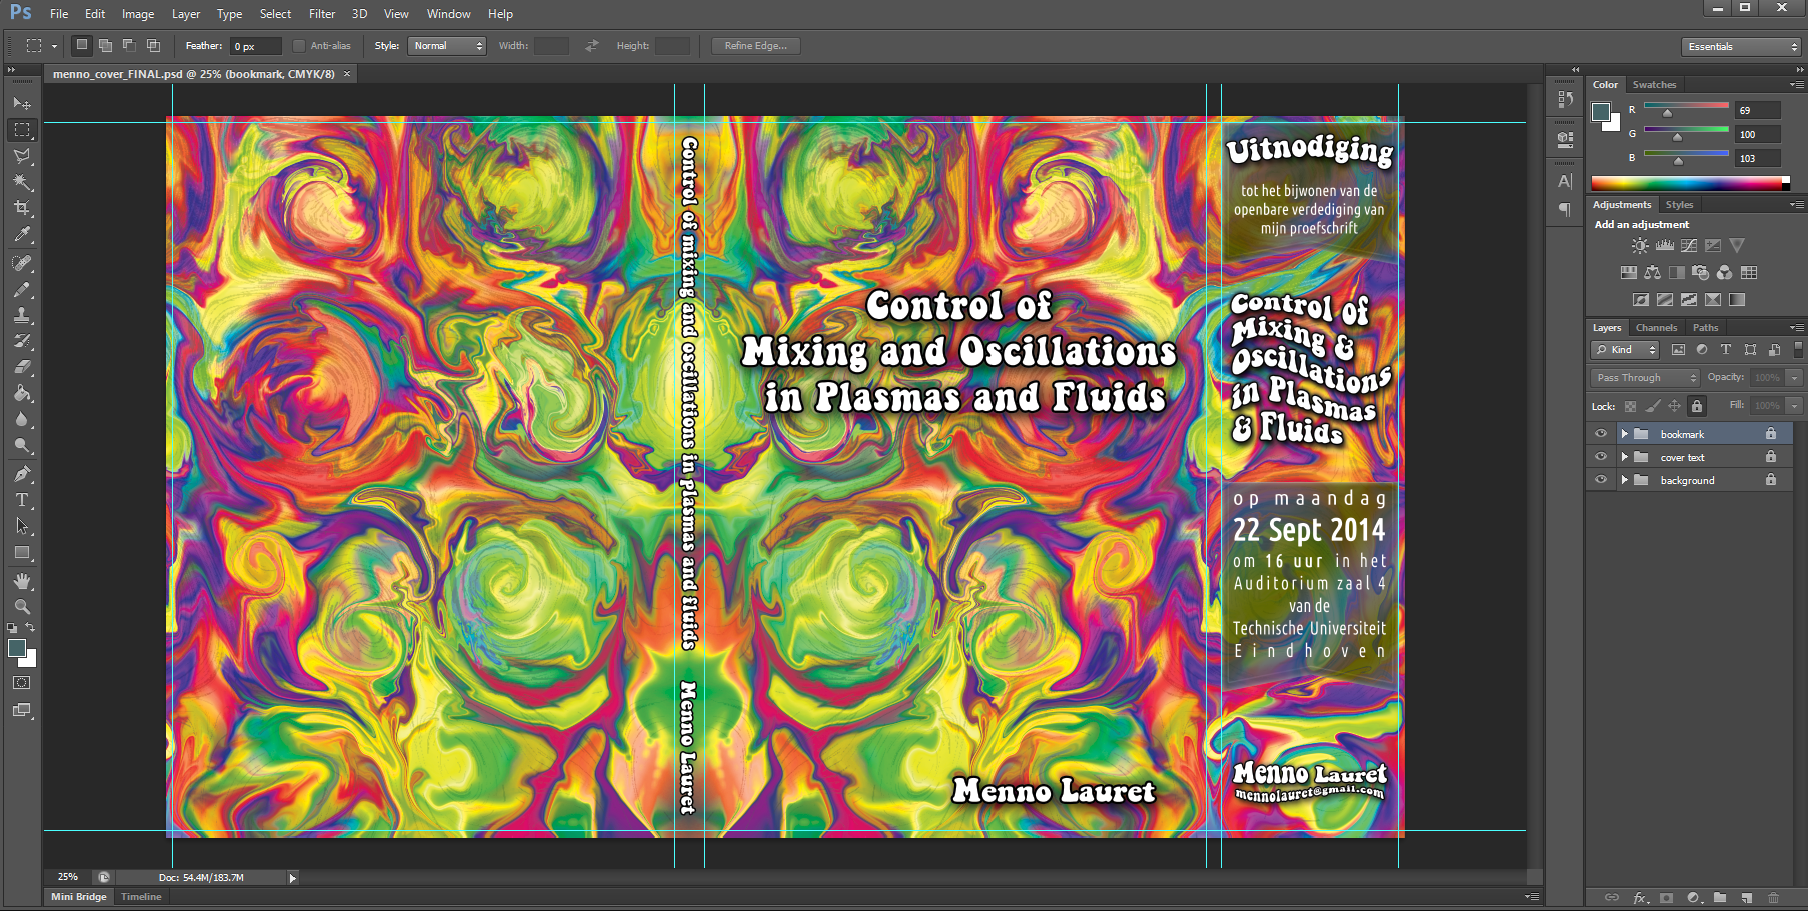 Ps File Edit Image Layer Type Select Filter 3D View Window Help
Feather: 0 px Anti-alias Style: Normal Width: Height: Refine Edge... Essentials
menno_cover_FINAL.psd @ 25% (bookmark, CMYK/8) ×
Control of mixing and oscillations in plasmas and fluids Menno Lauret
Control of
Mixing and Oscillations
in Plasmas and Fluids
Menno Lauret
Uitnodiging
tot het bijwonen van de
openbare verdediging van
mijn proefschrift
Control of
Mixing &
Oscillations
in Plasmas
& Fluids
op maandag
22 Sept 2014
om 16 uur in het
Auditorium zaal 4
van de
Technische Universiteit
Eindhoven
Menno Lauret
mennolauret@gmail.com
Color Swatches
R 69
G 100
B 103
Adjustments Styles
Add an adjustment
Layers Channels Paths
Kind
Pass Through Opacity: 100%
Lock: Fill: 100%
bookmark
cover text
background
25% Doc: 54.4M/183.7M
Mini Bridge Timeline